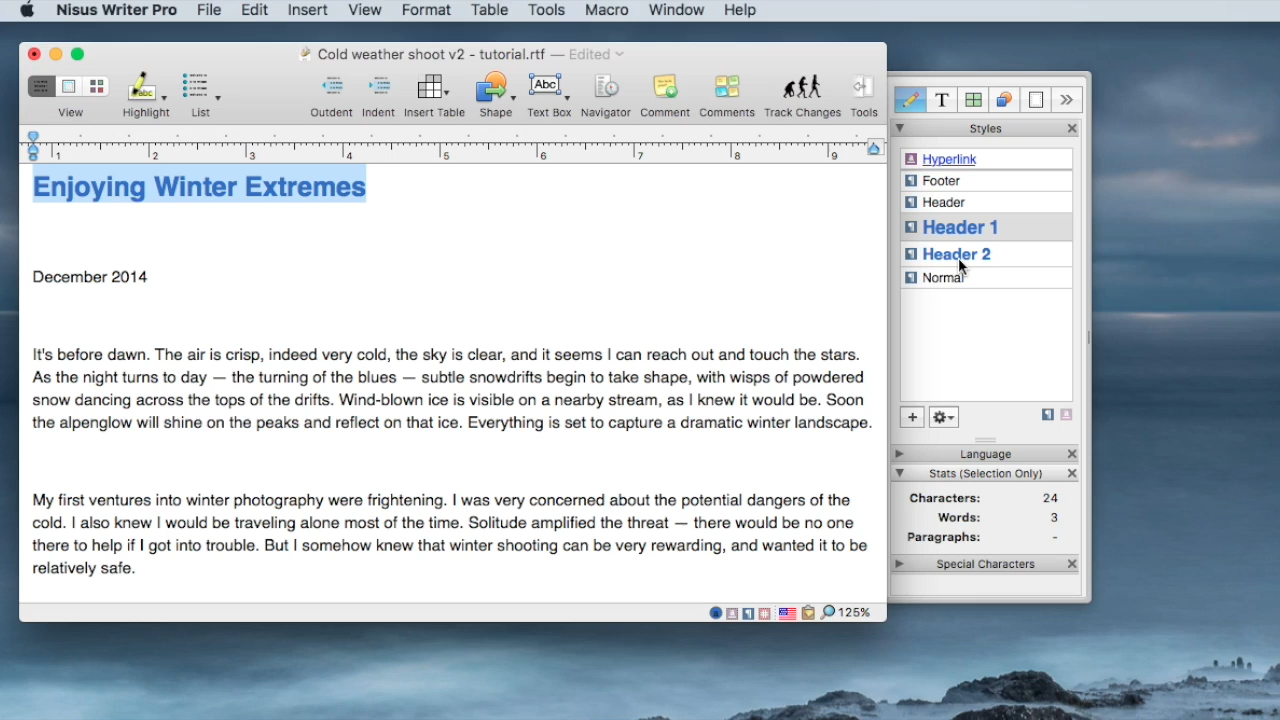 Nisus Writer Pro File Edit Insert View Format Table Tools Macro Window Help
Cold weather shoot v2 - tutorial.rtf — Edited
Abc
View Highlight List Outdent Indent Insert Table Shape Text Box Navigator Comment Comments Track Changes Tools
1 2 3 4 5 6 7 8 9
Enjoying Winter Extremes
December 2014
It's before dawn. The air is crisp, indeed very cold, the sky is clear, and it seems I can reach out and touch the stars.
As the night turns to day — the turning of the blues — subtle snowdrifts begin to take shape, with wisps of powdered
snow dancing across the tops of the drifts. Wind-blown ice is visible on a nearby stream, as I knew it would be. Soon
the alpenglow will shine on the peaks and reflect on that ice. Everything is set to capture a dramatic winter landscape.
My first ventures into winter photography were frightening. I was very concerned about the potential dangers of the
cold. I also knew I would be traveling alone most of the time. Solitude amplified the threat — there would be no one
there to help if I got into trouble. But I somehow knew that winter shooting can be very rewarding, and wanted it to be
relatively safe.
125%
T
Styles
Hyperlink
Footer
Header
Header 1
Header 2
Normal
Language
Stats (Selection Only)
Characters: 24
Words: 3
Paragraphs: -
Special Characters